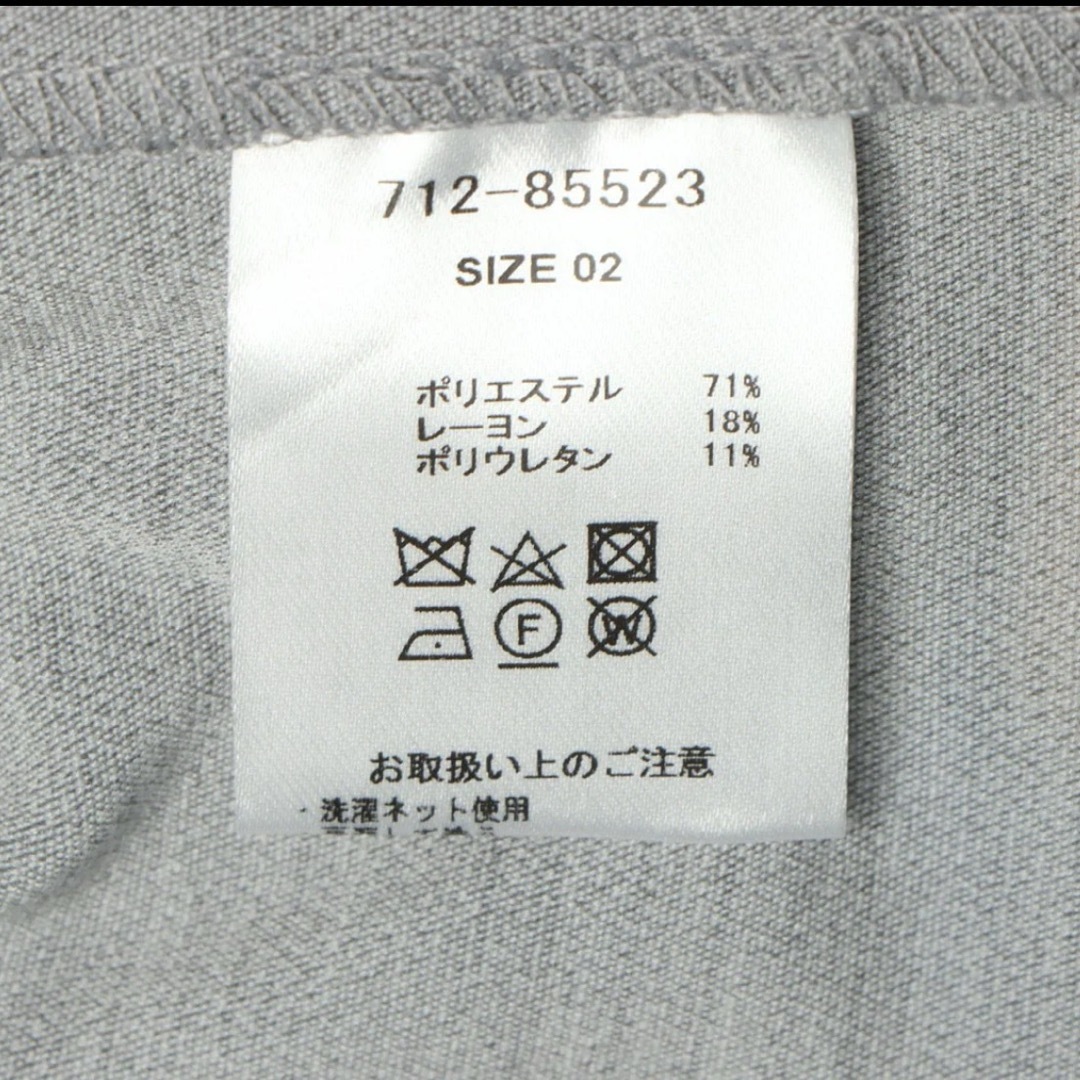 712-85523
SIZE 02
ポリエステル 71%
レーヨン 18%
ポリウレタン 11%
F
W
お取扱い上のご注意
・洗濯ネット使用